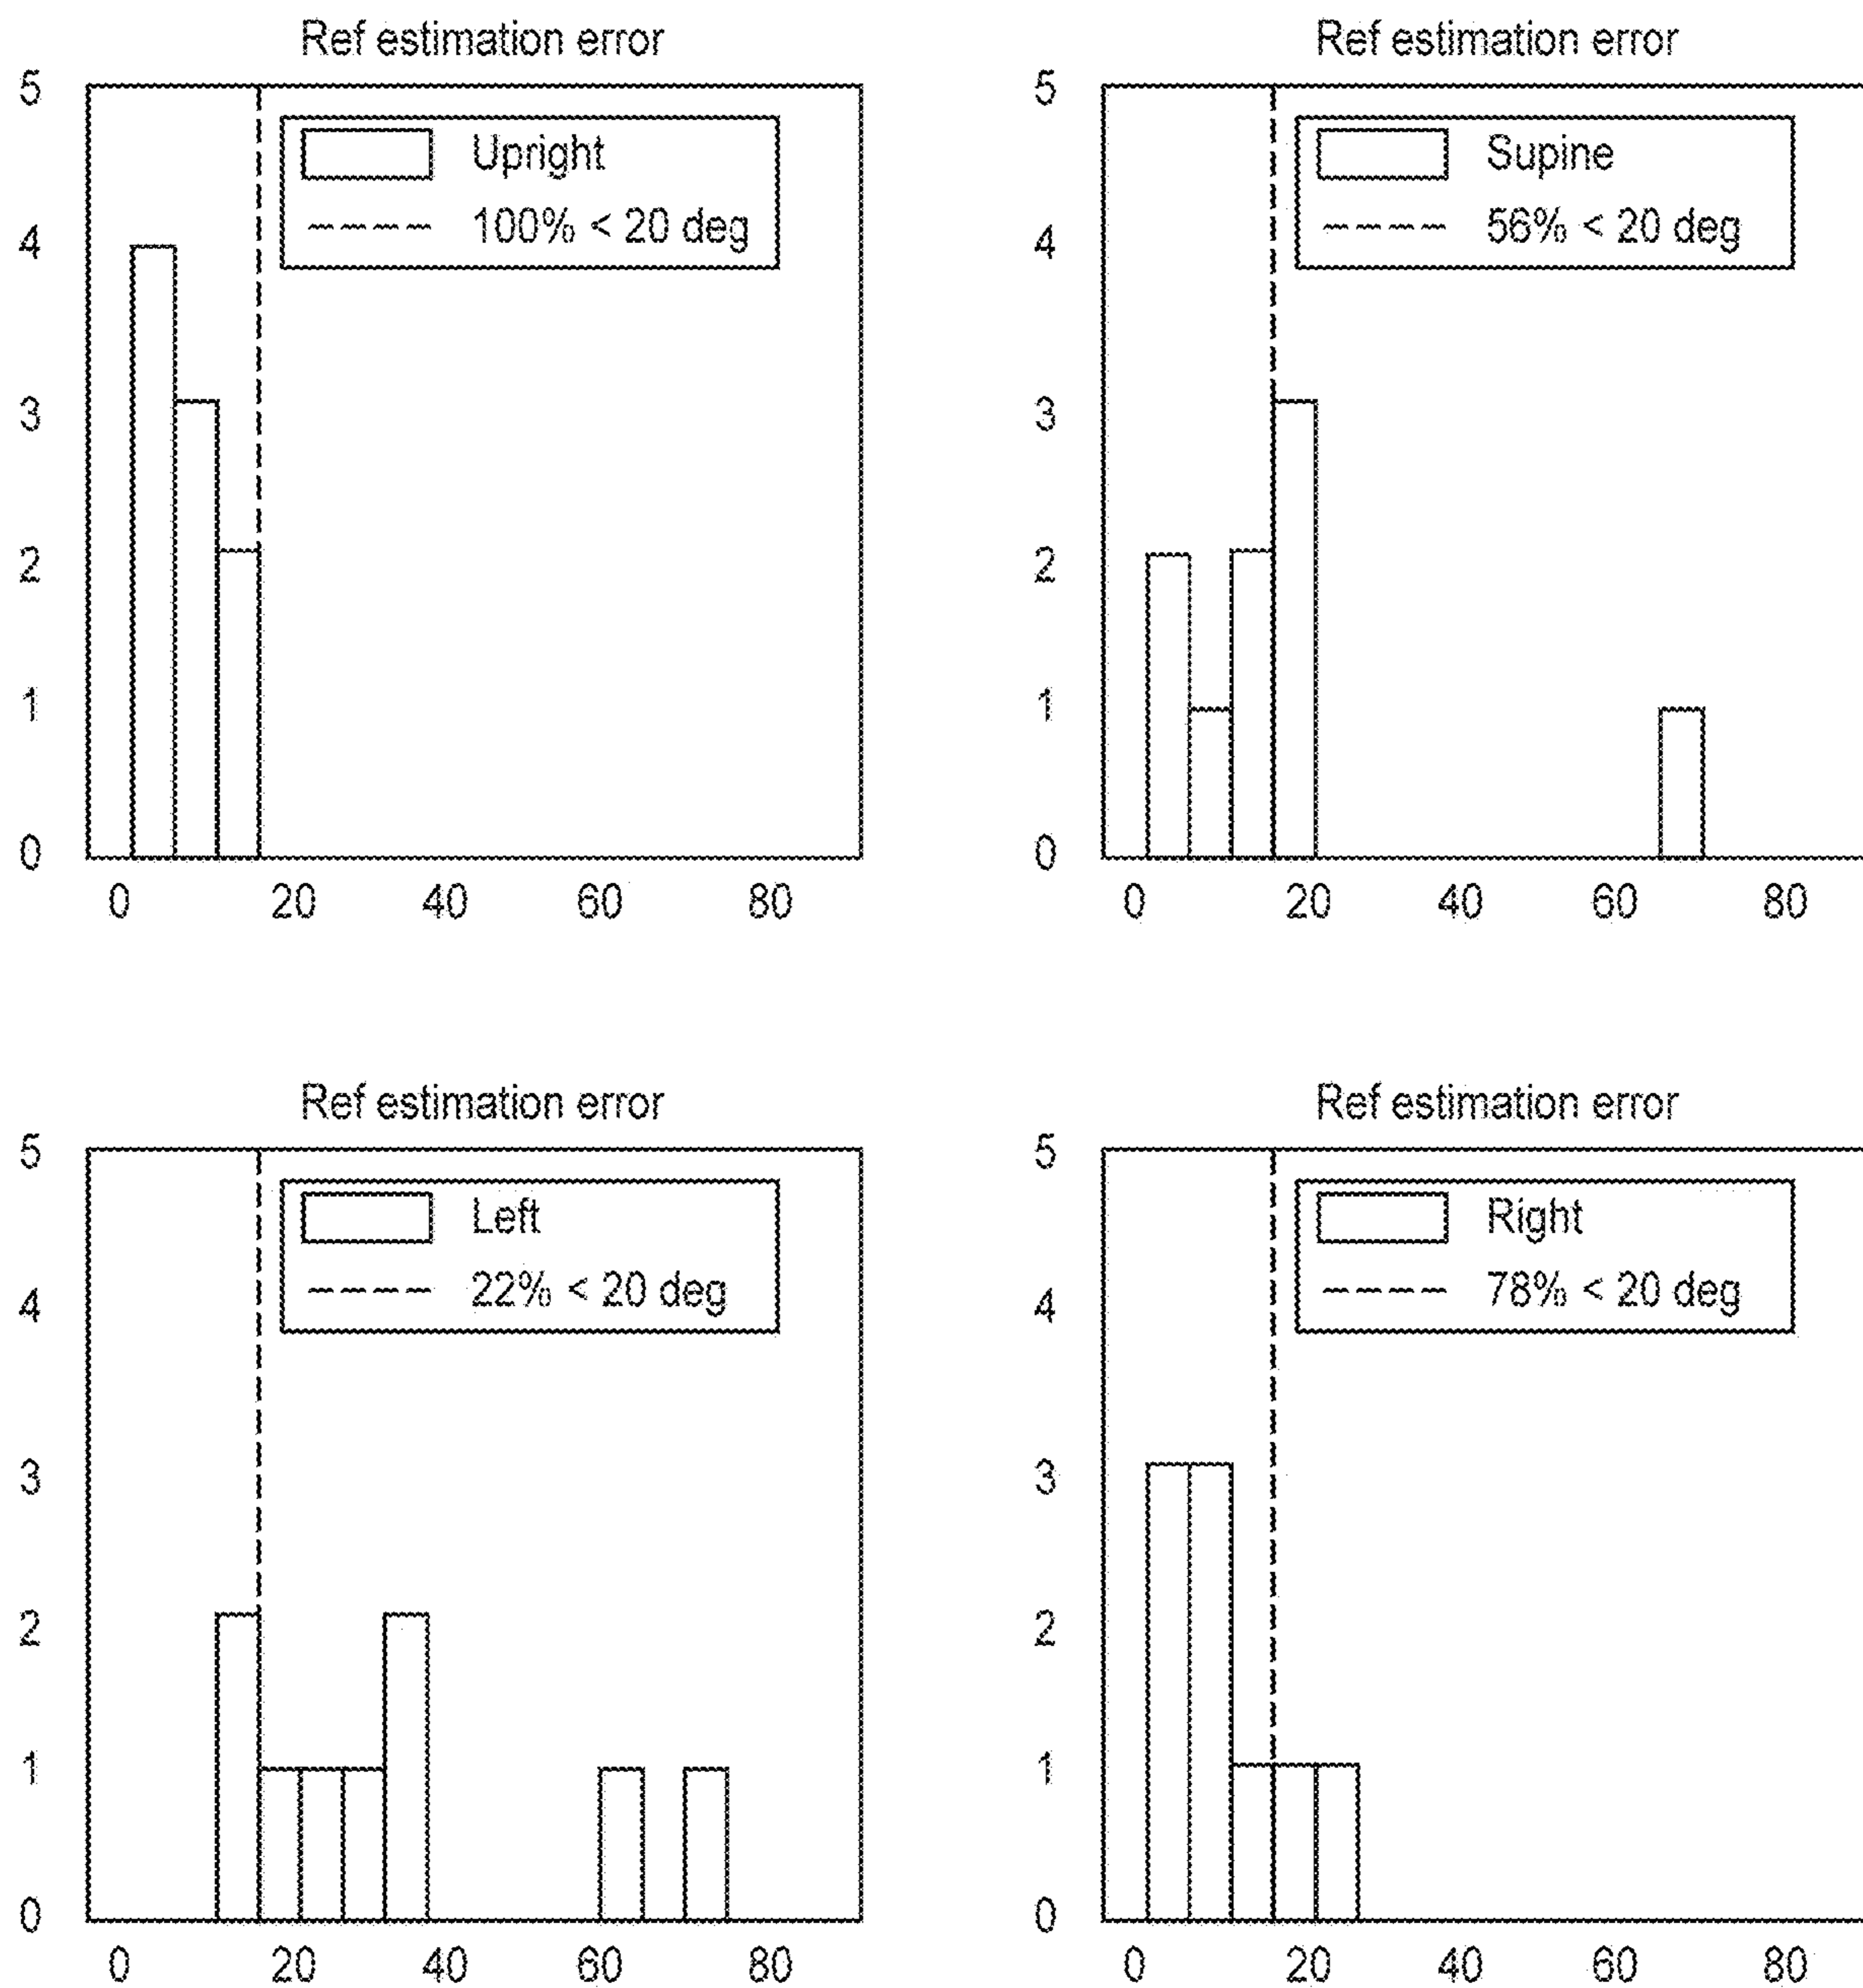 Ref estimation error
5
4
3
2
1
0
Upright
100% < 20 deg
0 20 40 60 80
Ref estimation error
5
4
3
2
1
0
Supine
56% < 20 deg
0 20 40 60 80
Ref estimation error
5
4
3
2
1
0
Left
22% < 20 deg
0 20 40 60 80
Ref estimation error
5
4
3
2
1
0
Right
78% < 20 deg
0 20 40 60 80